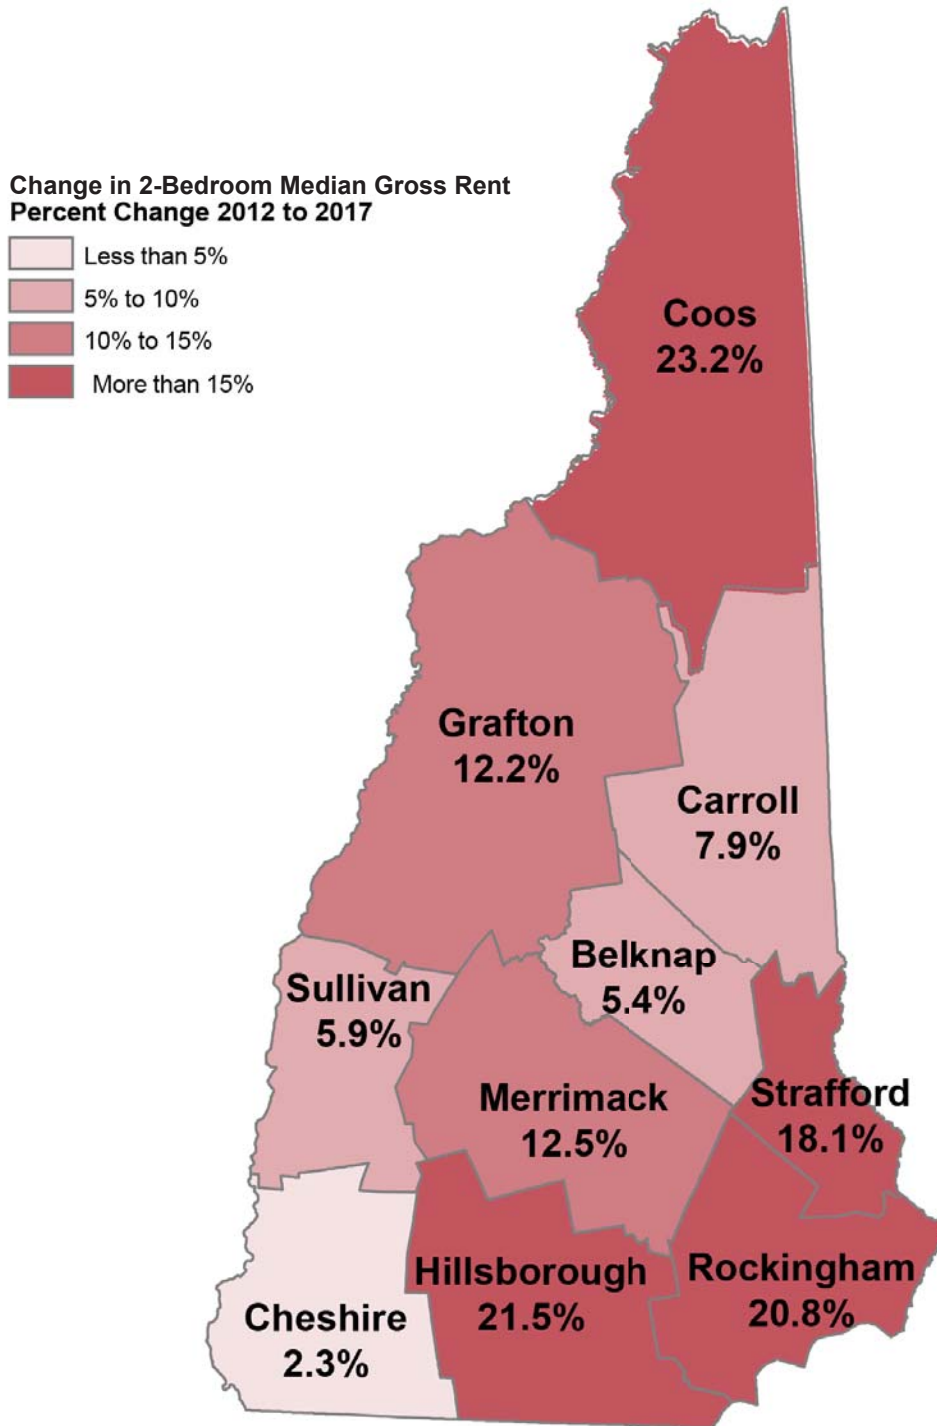 Change in 2-Bedroom Median Gross Rent
Percent Change 2012 to 2017
Less than 5%
5% to 10%
10% to 15%
More than 15%
Coos
23.2%
Grafton
12.2%
Carroll
7.9%
Belknap
5.4%
Sullivan
5.9%
Merrimack
12.5%
Strafford
18.1%
Hillsborough
21.5%
Rockingham
20.8%
Cheshire
2.3%